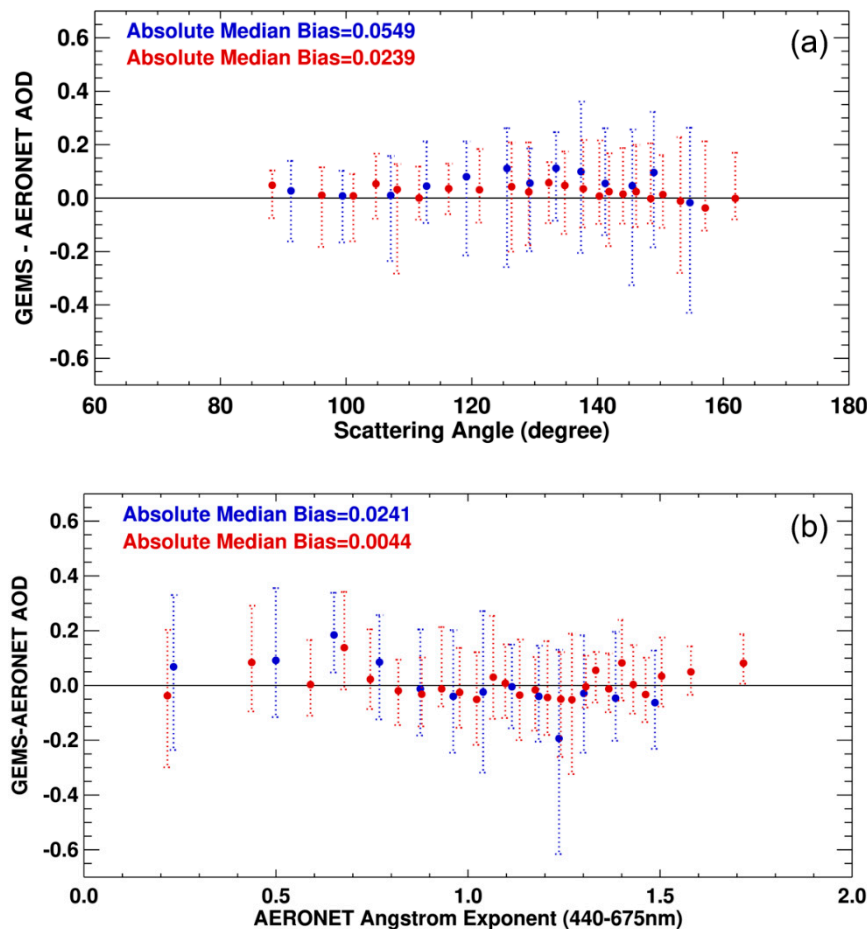 Absolute Median Bias=0.0549
Absolute Median Bias=0.0239
(a)
GEMS - AERONET AOD
0.6
0.4
0.2
0.0
-0.2
-0.4
-0.6
60 80 100 120 140 160 180
Scattering Angle (degree)
Absolute Median Bias=0.0241
Absolute Median Bias=0.0044
(b)
GEMS-AERONET AOD
0.6
0.4
0.2
0.0
-0.2
-0.4
-0.6
0.0 0.5 1.0 1.5 2.0
AERONET Angstrom Exponent (440-675nm)